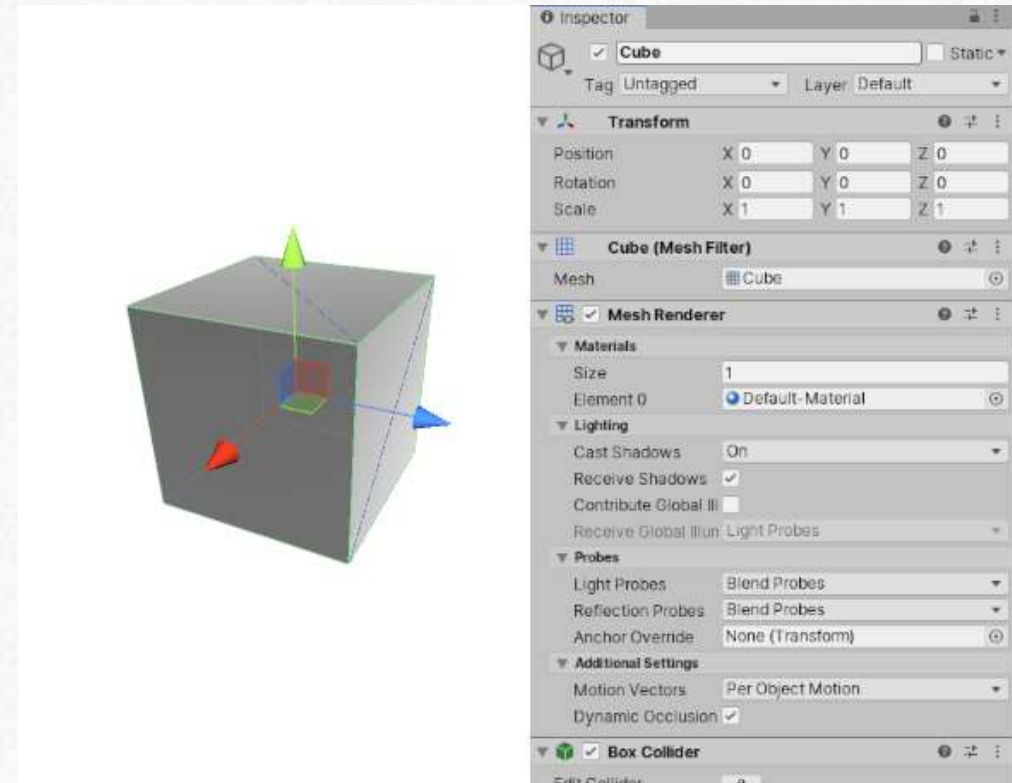 Inspector
Cube Static
Tag Untagged Layer Default
Transform
Position X 0 Y 0 Z 0
Rotation X 0 Y 0 Z 0
Scale X 1 Y 1 Z 1
Cube (Mesh Filter)
Mesh Cube
Mesh Renderer
Materials
Size 1
Element 0 Default-Material
Lighting
Cast Shadows On
Receive Shadows
Contribute Global Ill
Receive Global Illun Light Probes
Probes
Light Probes Blend Probes
Reflection Probes Blend Probes
Anchor Override None (Transform)
Additional Settings
Motion Vectors Per Object Motion
Dynamic Occlusion
Box Collider
Edit Collider